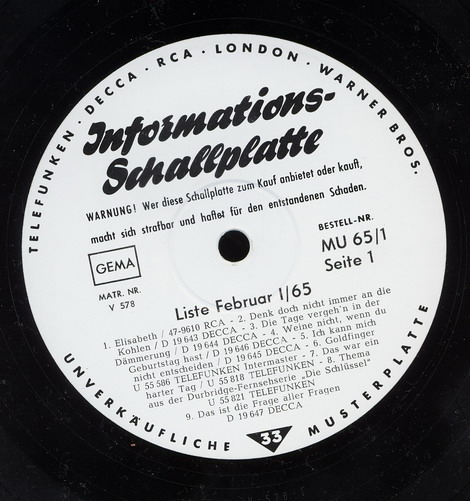 TELEFUNKEN · DECCA · RCA · LONDON · WARNER BROS.
Informations-
Schallplatte
WARNUNG! Wer diese Schallplatte zum Kauf anbietet oder kauft,
macht sich strafbar und haftet für den entstandenen Schaden.
GEMA
BESTELL-NR.
MU 65/1
Seite 1
MATR. NR.
V 578
Liste Februar I/65
1. Elisabeth / 47-9610 RCA - 2. Denk doch nicht immer an die
Kohlen / D 19 643 DECCA - 3. Die Tage vergeh'n in der
Dämmerung / D 19 644 DECCA - 4. Weine nicht, wenn du
Geburtstag hast / D 19 646 DECCA - 5. Ich kann mich
nicht entscheiden / D 19 645 DECCA - 6. Goldfinger
U 55 586 TELEFUNKEN Intermaster - 7. Das war ein
harter Tag / U 55 818 TELEFUNKEN - 8. Thema
aus der Durbridge-Fernsehserie „Die Schlüssel"
U 55 821 TELEFUNKEN
9. Das ist die Frage aller Fragen
D 19 647 DECCA
UNVERKÄUFLICHE 33 MUSTERPLATTE